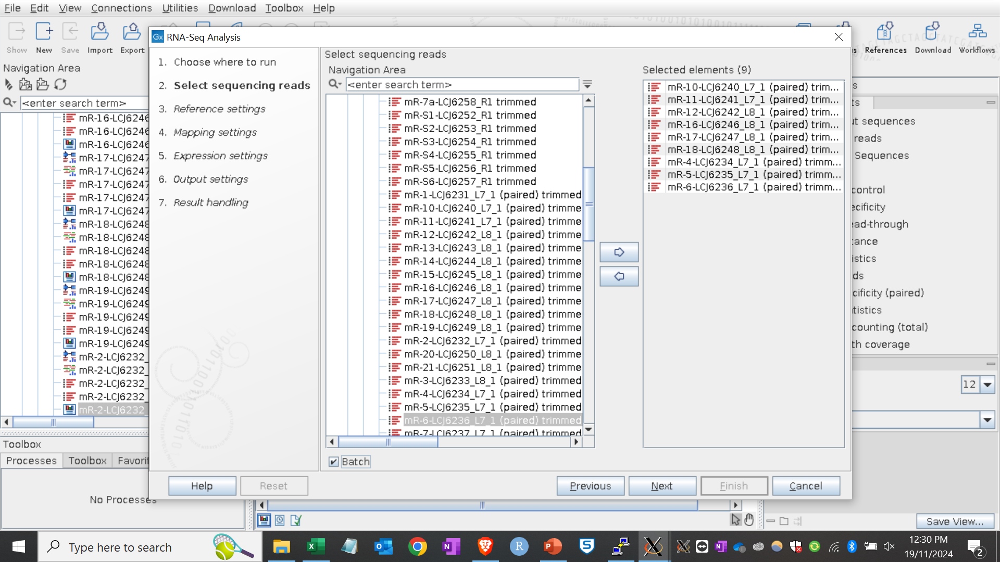 File Edit View Connections Utilities Download Toolbox Help
Show New Save Import Export
References Download Workflows
Navigation Area
<enter search term>
mR-16-LCJ6246
mR-16-LCJ6246
mR-16-LCJ6246
mR-17-LCJ6247
mR-17-LCJ6247
mR-17-LCJ6247
mR-17-LCJ6247
mR-17-LCJ6247
mR-18-LCJ6248
mR-18-LCJ6248
mR-18-LCJ6248
mR-18-LCJ6248
mR-18-LCJ6248
mR-19-LCJ6249
mR-19-LCJ6249
mR-19-LCJ6249
mR-19-LCJ6249
mR-19-LCJ6249
mR-2-LCJ6232_
mR-2-LCJ6232_
mR-2-LCJ6232_
mR-2-LCJ6232_
mR-2-LCJ6232_
Toolbox
Processes Toolbox Favorit
No Processes
Gx RNA-Seq Analysis
1. Choose where to run
2. Select sequencing reads
3. Reference settings
4. Mapping settings
5. Expression settings
6. Output settings
7. Result handling
Select sequencing reads
Navigation Area
<enter search term>
mR-7a-LCJ6258_R1 trimmed
mR-S1-LCJ6252_R1 trimmed
mR-S2-LCJ6253_R1 trimmed
mR-S3-LCJ6254_R1 trimmed
mR-S4-LCJ6255_R1 trimmed
mR-S5-LCJ6256_R1 trimmed
mR-S6-LCJ6257_R1 trimmed
mR-1-LCJ6231_L7_1 (paired) trimmed
mR-10-LCJ6240_L7_1 (paired) trimme
mR-11-LCJ6241_L7_1 (paired) trimme
mR-12-LCJ6242_L8_1 (paired) trimme
mR-13-LCJ6243_L8_1 (paired) trimme
mR-14-LCJ6244_L8_1 (paired) trimme
mR-15-LCJ6245_L8_1 (paired) trimme
mR-16-LCJ6246_L8_1 (paired) trimme
mR-17-LCJ6247_L8_1 (paired) trimme
mR-18-LCJ6248_L8_1 (paired) trimme
mR-19-LCJ6249_L8_1 (paired) trimme
mR-2-LCJ6232_L7_1 (paired) trimmed
mR-20-LCJ6250_L8_1 (paired) trimme
mR-21-LCJ6251_L8_1 (paired) trimme
mR-3-LCJ6233_L8_1 (paired) trimmed
mR-4-LCJ6234_L7_1 (paired) trimmed
mR-5-LCJ6235_L7_1 (paired) trimmed
mR-6-LCJ6236_L7_1 (paired) trimmed
mR-7-LCJ6237_L7_1 (paired) trimmed
Batch
Selected elements (9)
mR-10-LCJ6240_L7_1 (paired) trim...
mR-11-LCJ6241_L7_1 (paired) trim...
mR-12-LCJ6242_L8_1 (paired) trim...
mR-16-LCJ6246_L8_1 (paired) trim...
mR-17-LCJ6247_L8_1 (paired) trim...
mR-18-LCJ6248_L8_1 (paired) trim...
mR-4-LCJ6234_L7_1 (paired) trimm...
mR-5-LCJ6235_L7_1 (paired) trimm...
mR-6-LCJ6236_L7_1 (paired) trimm...
Help Reset Previous Next Finish Cancel
s
ts
ut sequences
reads
Sequences
control
ecificity
ead-through
tance
istics
ds
cificity (paired)
tistics
counting (total)
th coverage
12
Save View...
Type here to search
12:30 PM
19/11/2024
2